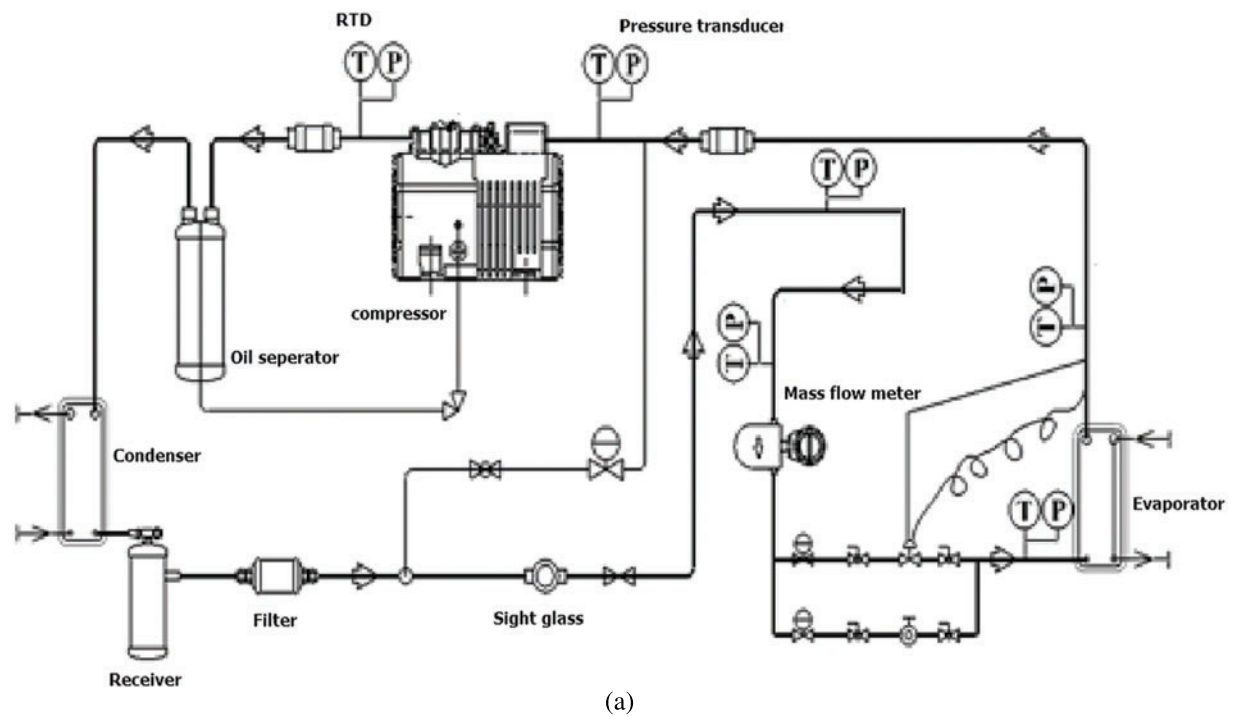 RTD
Pressure transducer
T P
T P
T P
compressor
Oil seperator
T P
T P
Mass flow meter
Condenser
Evaporator
T P
Filter
Sight glass
Receiver
(a)